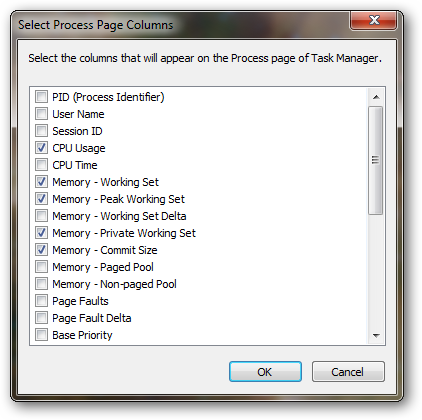 Select Process Page Columns
Select the columns that will appear on the Process page of Task Manager.
PID (Process Identifier)
User Name
Session ID
CPU Usage
CPU Time
Memory - Working Set
Memory - Peak Working Set
Memory - Working Set Delta
Memory - Private Working Set
Memory - Commit Size
Memory - Paged Pool
Memory - Non-paged Pool
Page Faults
Page Fault Delta
Base Priority
OK
Cancel